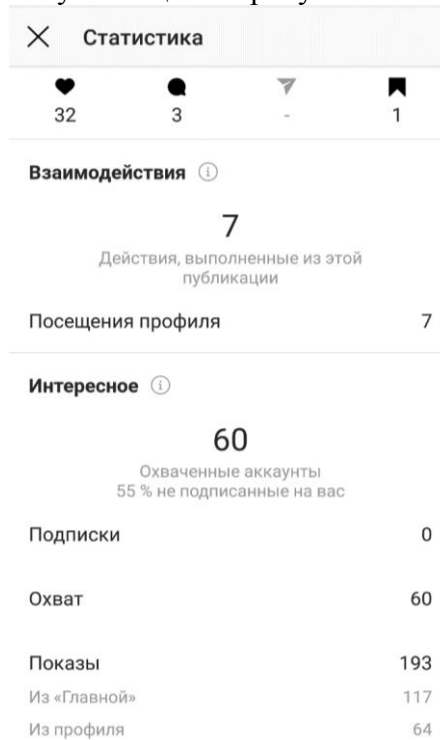 Статистика
32 3 - 1
Взаимодействия
7
Действия, выполненные из этой
публикации
Посещения профиля 7
Интересное
60
Охваченные аккаунты
55 % не подписанные на вас
Подписки 0
Охват 60
Показы 193
Из «Главной» 117
Из профиля 64